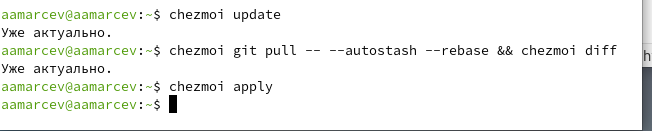 aamarcev@aamarcev:~$ chezmoi update
Уже актуально.
aamarcev@aamarcev:~$ chezmoi git pull -- --autostash --rebase && chezmoi diff
Уже актуально.
aamarcev@aamarcev:~$ chezmoi apply
aamarcev@aamarcev:~$